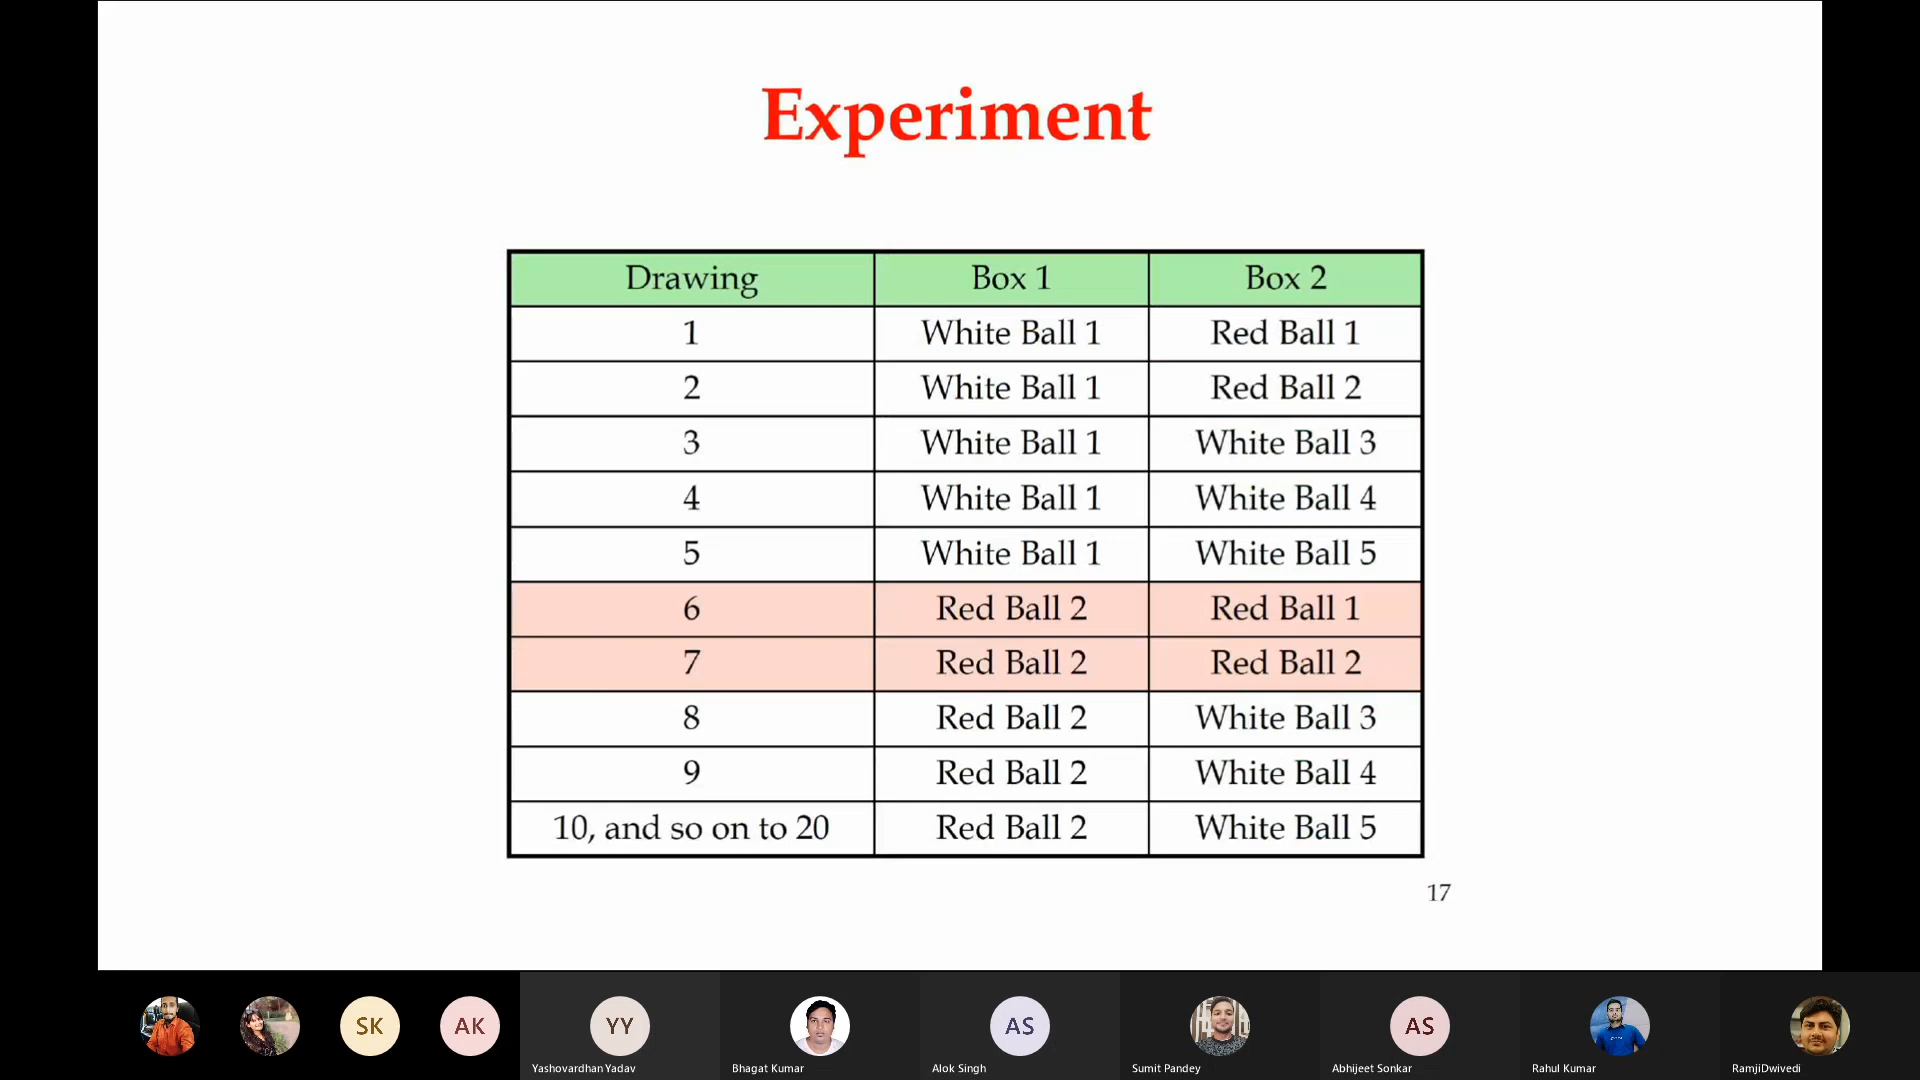 Experiment
Drawing Box 1 Box 2
1 White Ball 1 Red Ball 1
2 White Ball 1 Red Ball 2
3 White Ball 1 White Ball 3
4 White Ball 1 White Ball 4
5 White Ball 1 White Ball 5
6 Red Ball 2 Red Ball 1
7 Red Ball 2 Red Ball 2
8 Red Ball 2 White Ball 3
9 Red Ball 2 White Ball 4
10, and so on to 20 Red Ball 2 White Ball 5
17
SK AK YY AS AS
Yashovardhan Yadav Bhagat Kumar Alok Singh Sumit Pandey Abhijeet Sonkar Rahul Kumar RamjiDwivedi